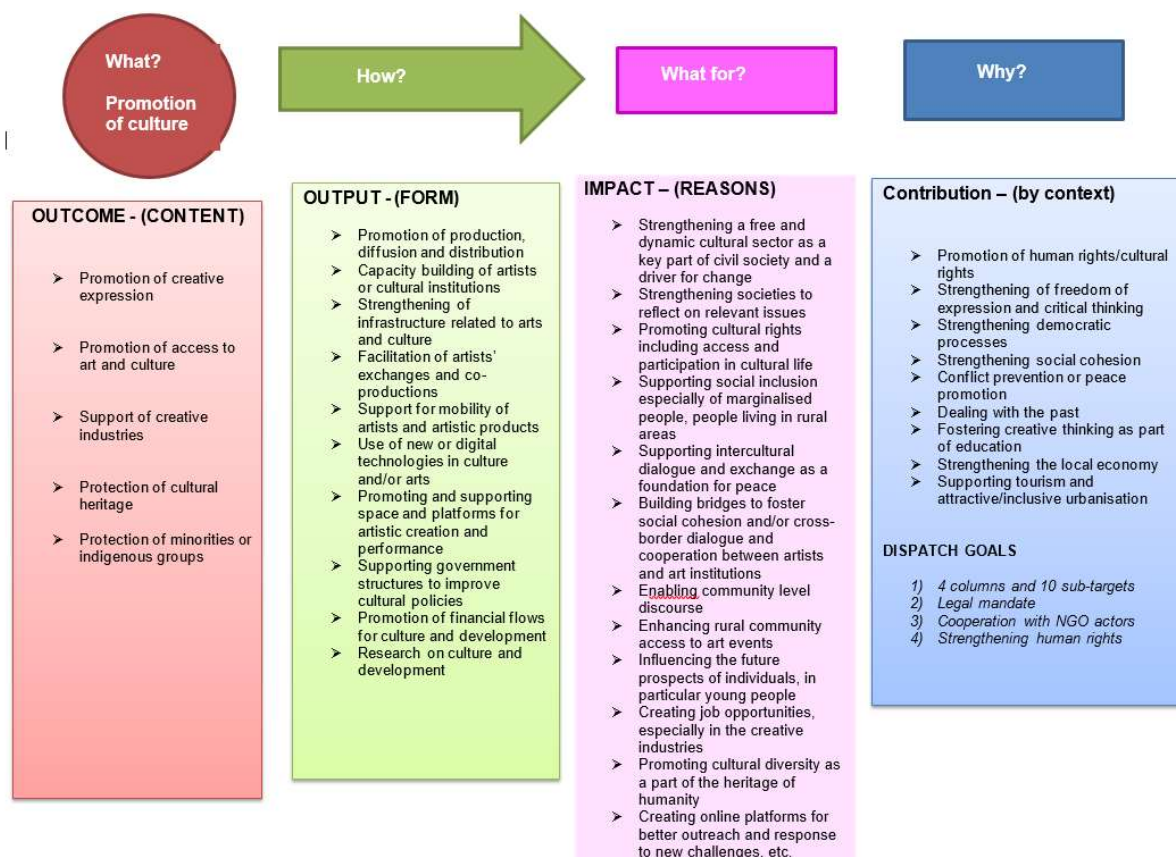 What?
Promotion
of culture
How?
What for?
Why?
OUTCOME - (CONTENT)
➢ Promotion of creative
expression
➢ Promotion of access to
art and culture
➢ Support of creative
industries
➢ Protection of cultural
heritage
➢ Protection of minorities or
indigenous groups
OUTPUT - (FORM)
➢ Promotion of production,
diffusion and distribution
➢ Capacity building of artists
or cultural institutions
➢ Strengthening of
infrastructure related to arts
and culture
➢ Facilitation of artists’
exchanges and co-
productions
➢ Support for mobility of
artists and artistic products
➢ Use of new or digital
technologies in culture
and/or arts
➢ Promoting and supporting
space and platforms for
artistic creation and
performance
➢ Supporting government
structures to improve
cultural policies
➢ Promotion of financial flows
for culture and development
➢ Research on culture and
development
IMPACT – (REASONS)
➢ Strengthening a free and
dynamic cultural sector as a
key part of civil society and a
driver for change
➢ Strengthening societies to
reflect on relevant issues
➢ Promoting cultural rights
including access and
participation in cultural life
➢ Supporting social inclusion
especially of marginalised
people, people living in rural
areas
➢ Supporting intercultural
dialogue and exchange as a
foundation for peace
➢ Building bridges to foster
social cohesion and/or cross-
border dialogue and
cooperation between artists
and art institutions
➢ Enabling community level
discourse
➢ Enhancing rural community
access to art events
➢ Influencing the future
prospects of individuals, in
particular young people
➢ Creating job opportunities,
especially in the creative
industries
➢ Promoting cultural diversity as
a part of the heritage of
humanity
➢ Creating online platforms for
better outreach and response
to new challenges, etc.
Contribution – (by context)
➢ Promotion of human rights/cultural
rights
➢ Strengthening of freedom of
expression and critical thinking
➢ Strengthening democratic
processes
➢ Strengthening social cohesion
➢ Conflict prevention or peace
promotion
➢ Dealing with the past
➢ Fostering creative thinking as part
of education
➢ Strengthening the local economy
➢ Supporting tourism and
attractive/inclusive urbanisation
DISPATCH GOALS
1) 4 columns and 10 sub-targets
2) Legal mandate
3) Cooperation with NGO actors
4) Strengthening human rights